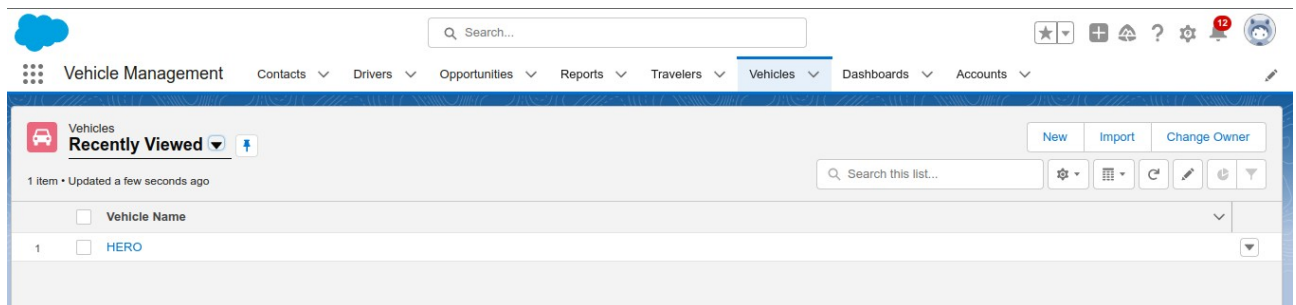 Search...
12
Vehicle Management Contacts Drivers Opportunities Reports Travelers Vehicles Dashboards Accounts
Vehicles
Recently Viewed
New Import Change Owner
1 item • Updated a few seconds ago
Search this list...
Vehicle Name
1 HERO